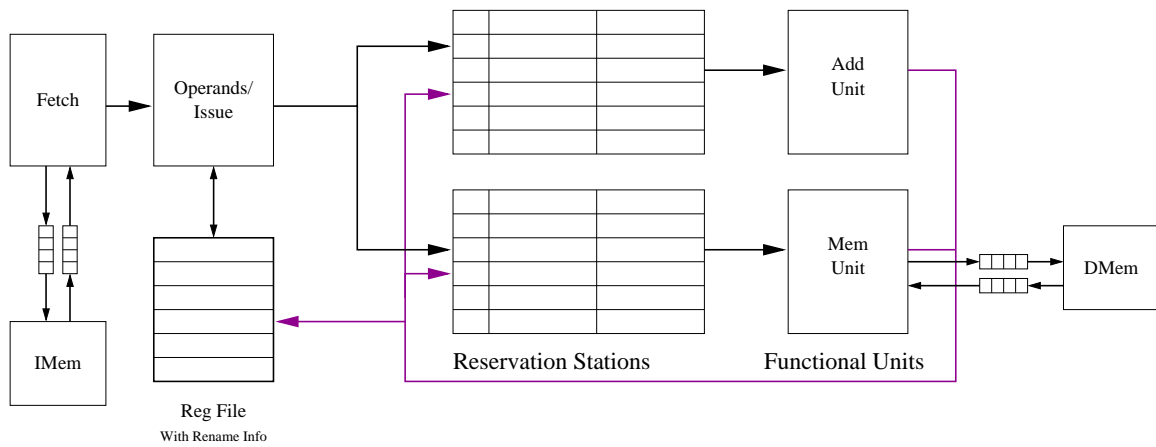 Fetch
Operands/
Issue
Add
Unit
Mem
Unit
DMem
IMem
Reservation Stations
Functional Units
Reg File
With Rename Info